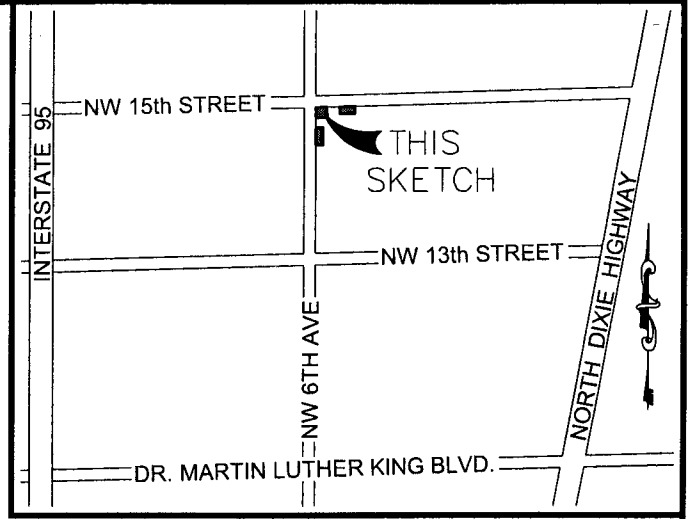 NW 15th STREET
INTERSTATE 95
THIS
SKETCH
NW 13th STREET
NORTH DIXIE HIGHWAY
NW 6TH AVE
DR. MARTIN LUTHER KING BLVD.